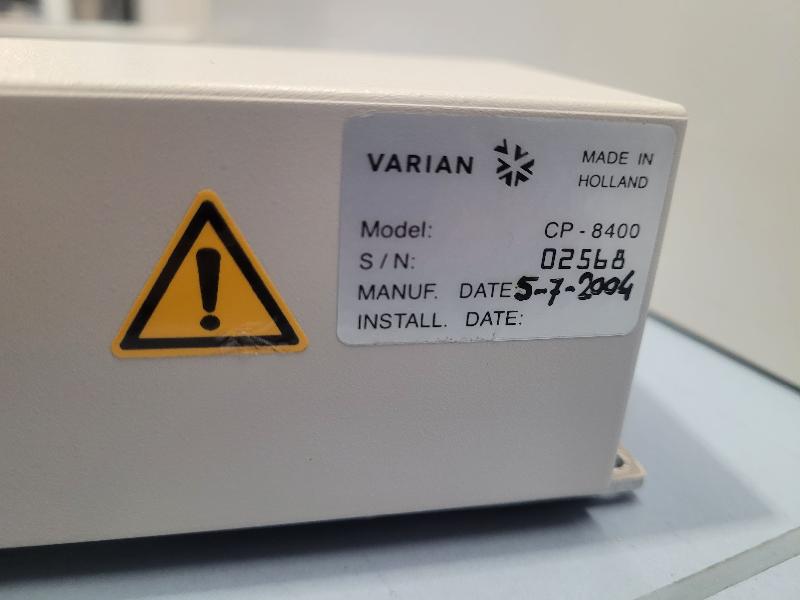 VARIAN
MADE IN
HOLLAND
Model: CP - 8400
S / N: 02568
MANUF. DATE: 5-7-2004
INSTALL. DATE:
!